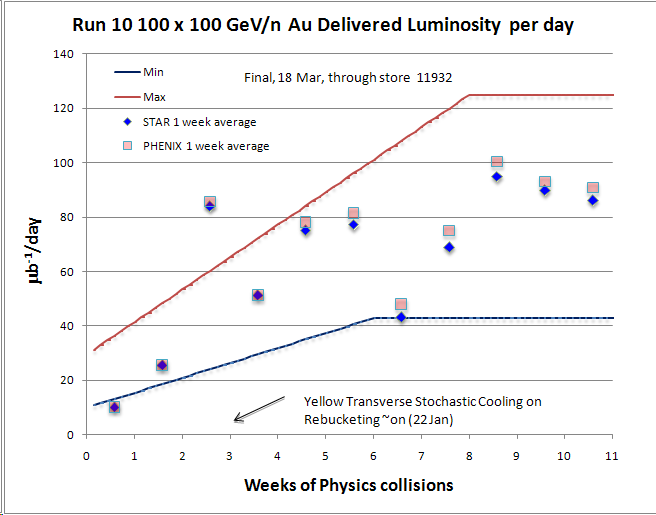 Run 10 100 x 100 GeV/n Au Delivered Luminosity per day
140
120
100
80
60
40
20
0
μb⁻¹/day
Min
Max
STAR 1 week average
PHENIX 1 week average
Final, 18 Mar, through store 11932
Yellow Transverse Stochastic Cooling on
Rebucketing ~on (22Jan)
0 1 2 3 4 5 6 7 8 9 10 11
Weeks of Physics collisions